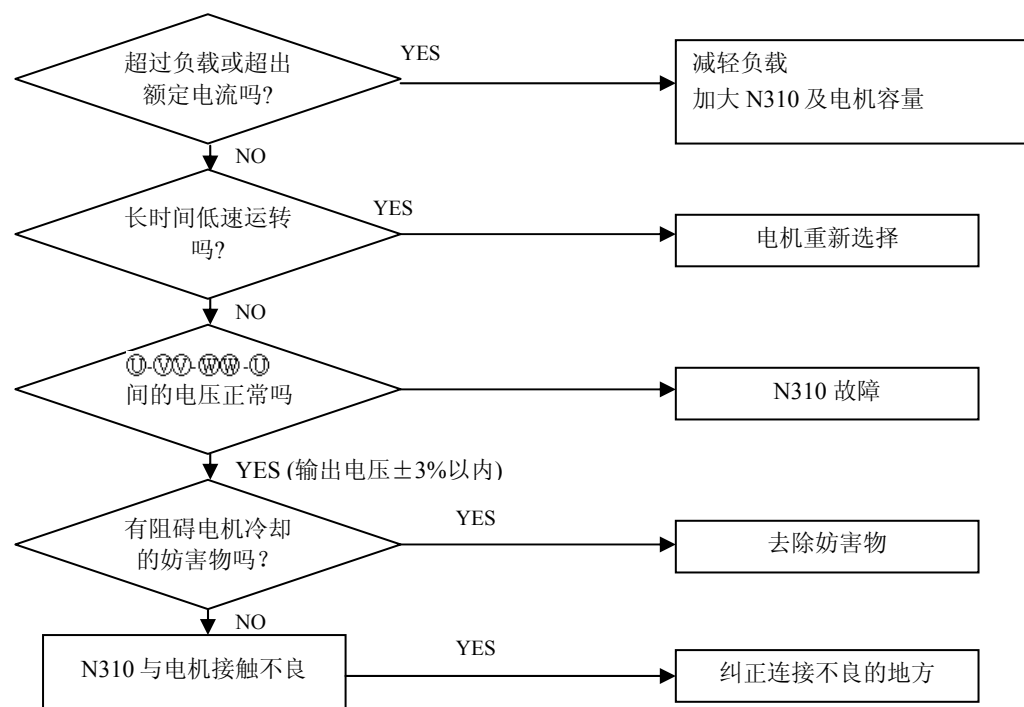 超过负载或超出
额定电流吗?
YES
减轻负载
加大 N310 及电机容量
NO
长时间低速运转
吗?
YES
电机重新选择
NO
Ⓤ-ⓋⓋ-ⓌⓌ-Ⓤ
间的电压正常吗
N310 故障
YES (输出电压±3%以内)
有阻碍电机冷却
的妨害物吗？
YES
去除妨害物
NO
N310 与电机接触不良
YES
纠正连接不良的地方